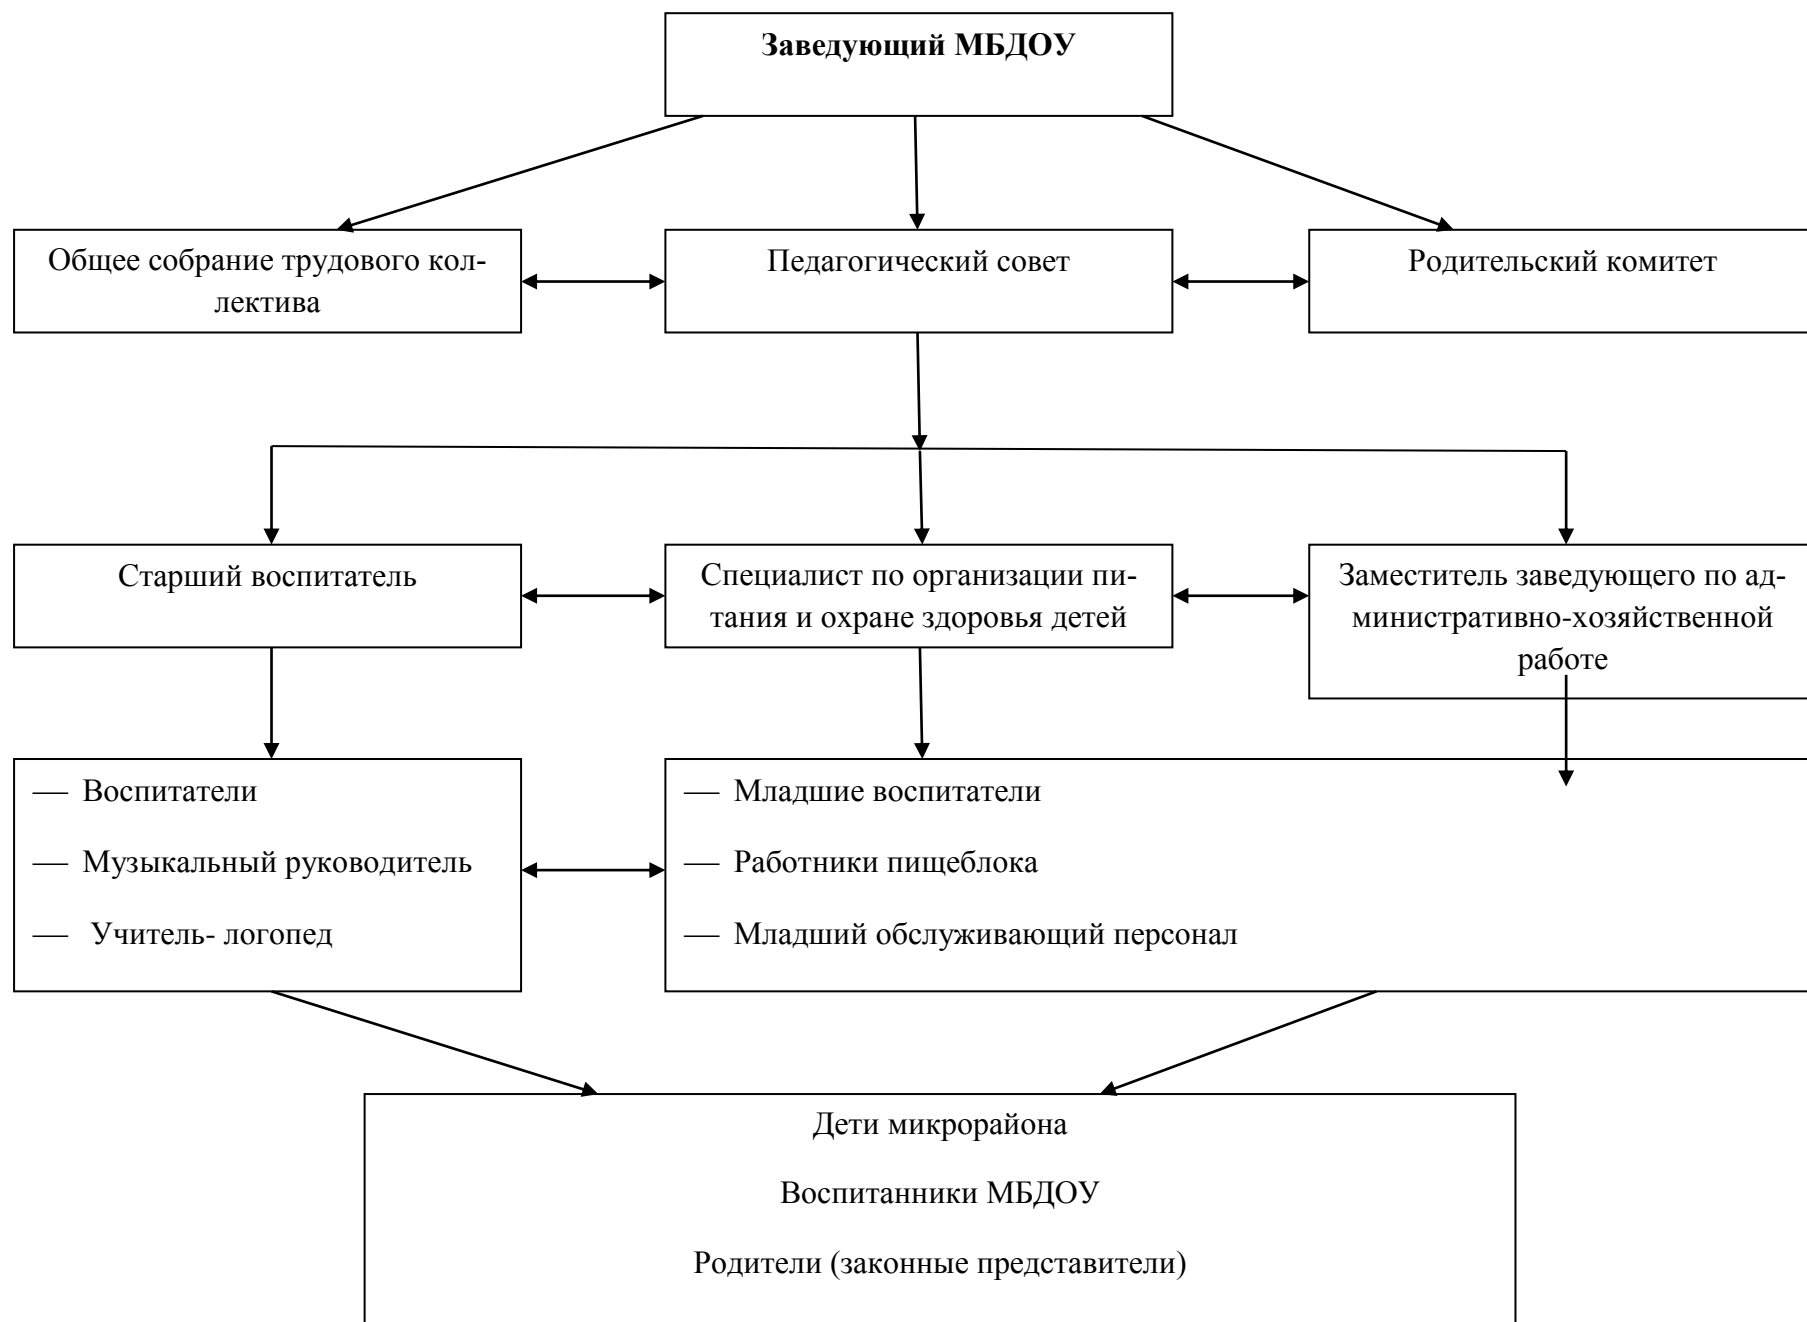 Заведующий МБДОУ
Общее собрание трудового кол-
лектива
Педагогический совет
Родительский комитет
Старший воспитатель
Специалист по организации пи-
тания и охране здоровья детей
Заместитель заведующего по ад-
министративно-хозяйственной
работе
— Воспитатели
— Музыкальный руководитель
— Учитель- логопед
— Младшие воспитатели
— Работники пищеблока
— Младший обслуживающий персонал
Дети микрорайона
Воспитанники МБДОУ
Родители (законные представители)